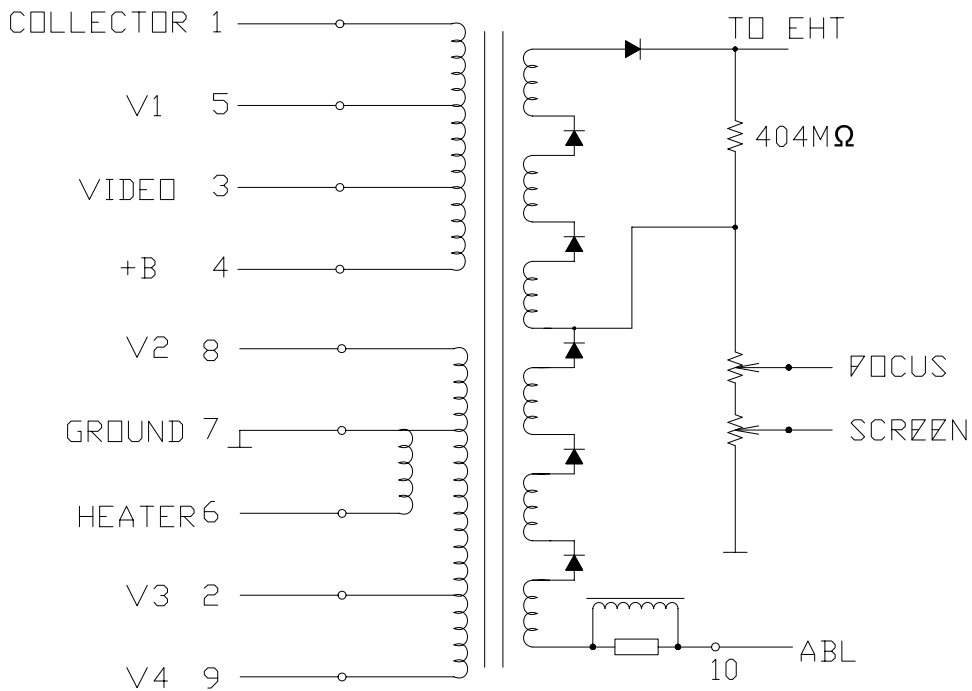 COLLECTOR 1
TO EHT
V1 5
404MΩ
VIDEO 3
+B 4
V2 8
FOCUS
GROUND 7
SCREEN
HEATER 6
V3 2
ABL
10
V4 9